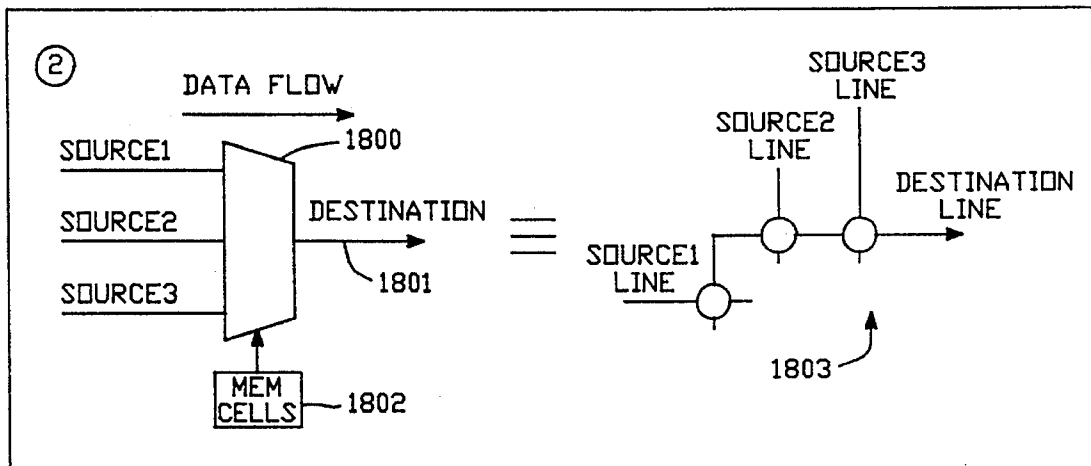 2
DATA FLOW
1800
SOURCE1
SOURCE2
SOURCE3
DESTINATION
1801
MEM
CELLS
1802
SOURCE3
LINE
SOURCE2
LINE
DESTINATION
LINE
SOURCE1
LINE
1803